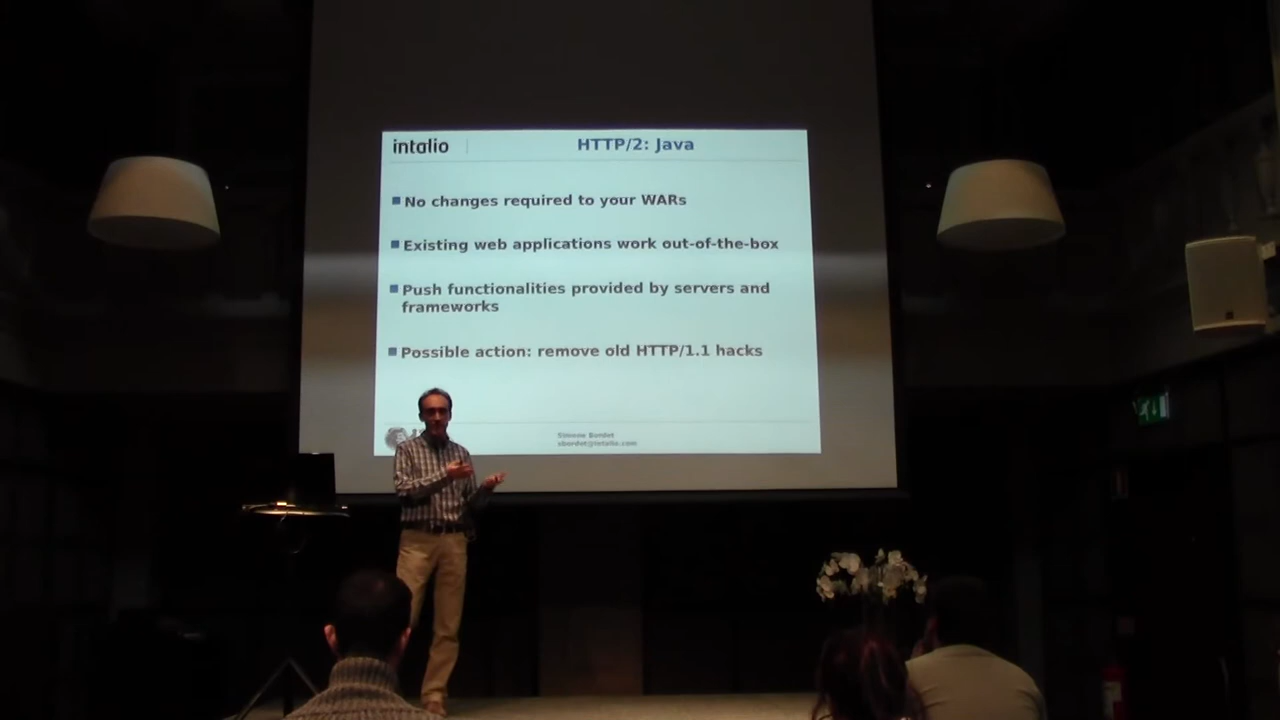 intalio
HTTP/2: Java
No changes required to your WARs
Existing web applications work out-of-the-box
Push functionalities provided by servers and
frameworks
Possible action: remove old HTTP/1.1 hacks
Simone Bordet
sbordet@intalio.com